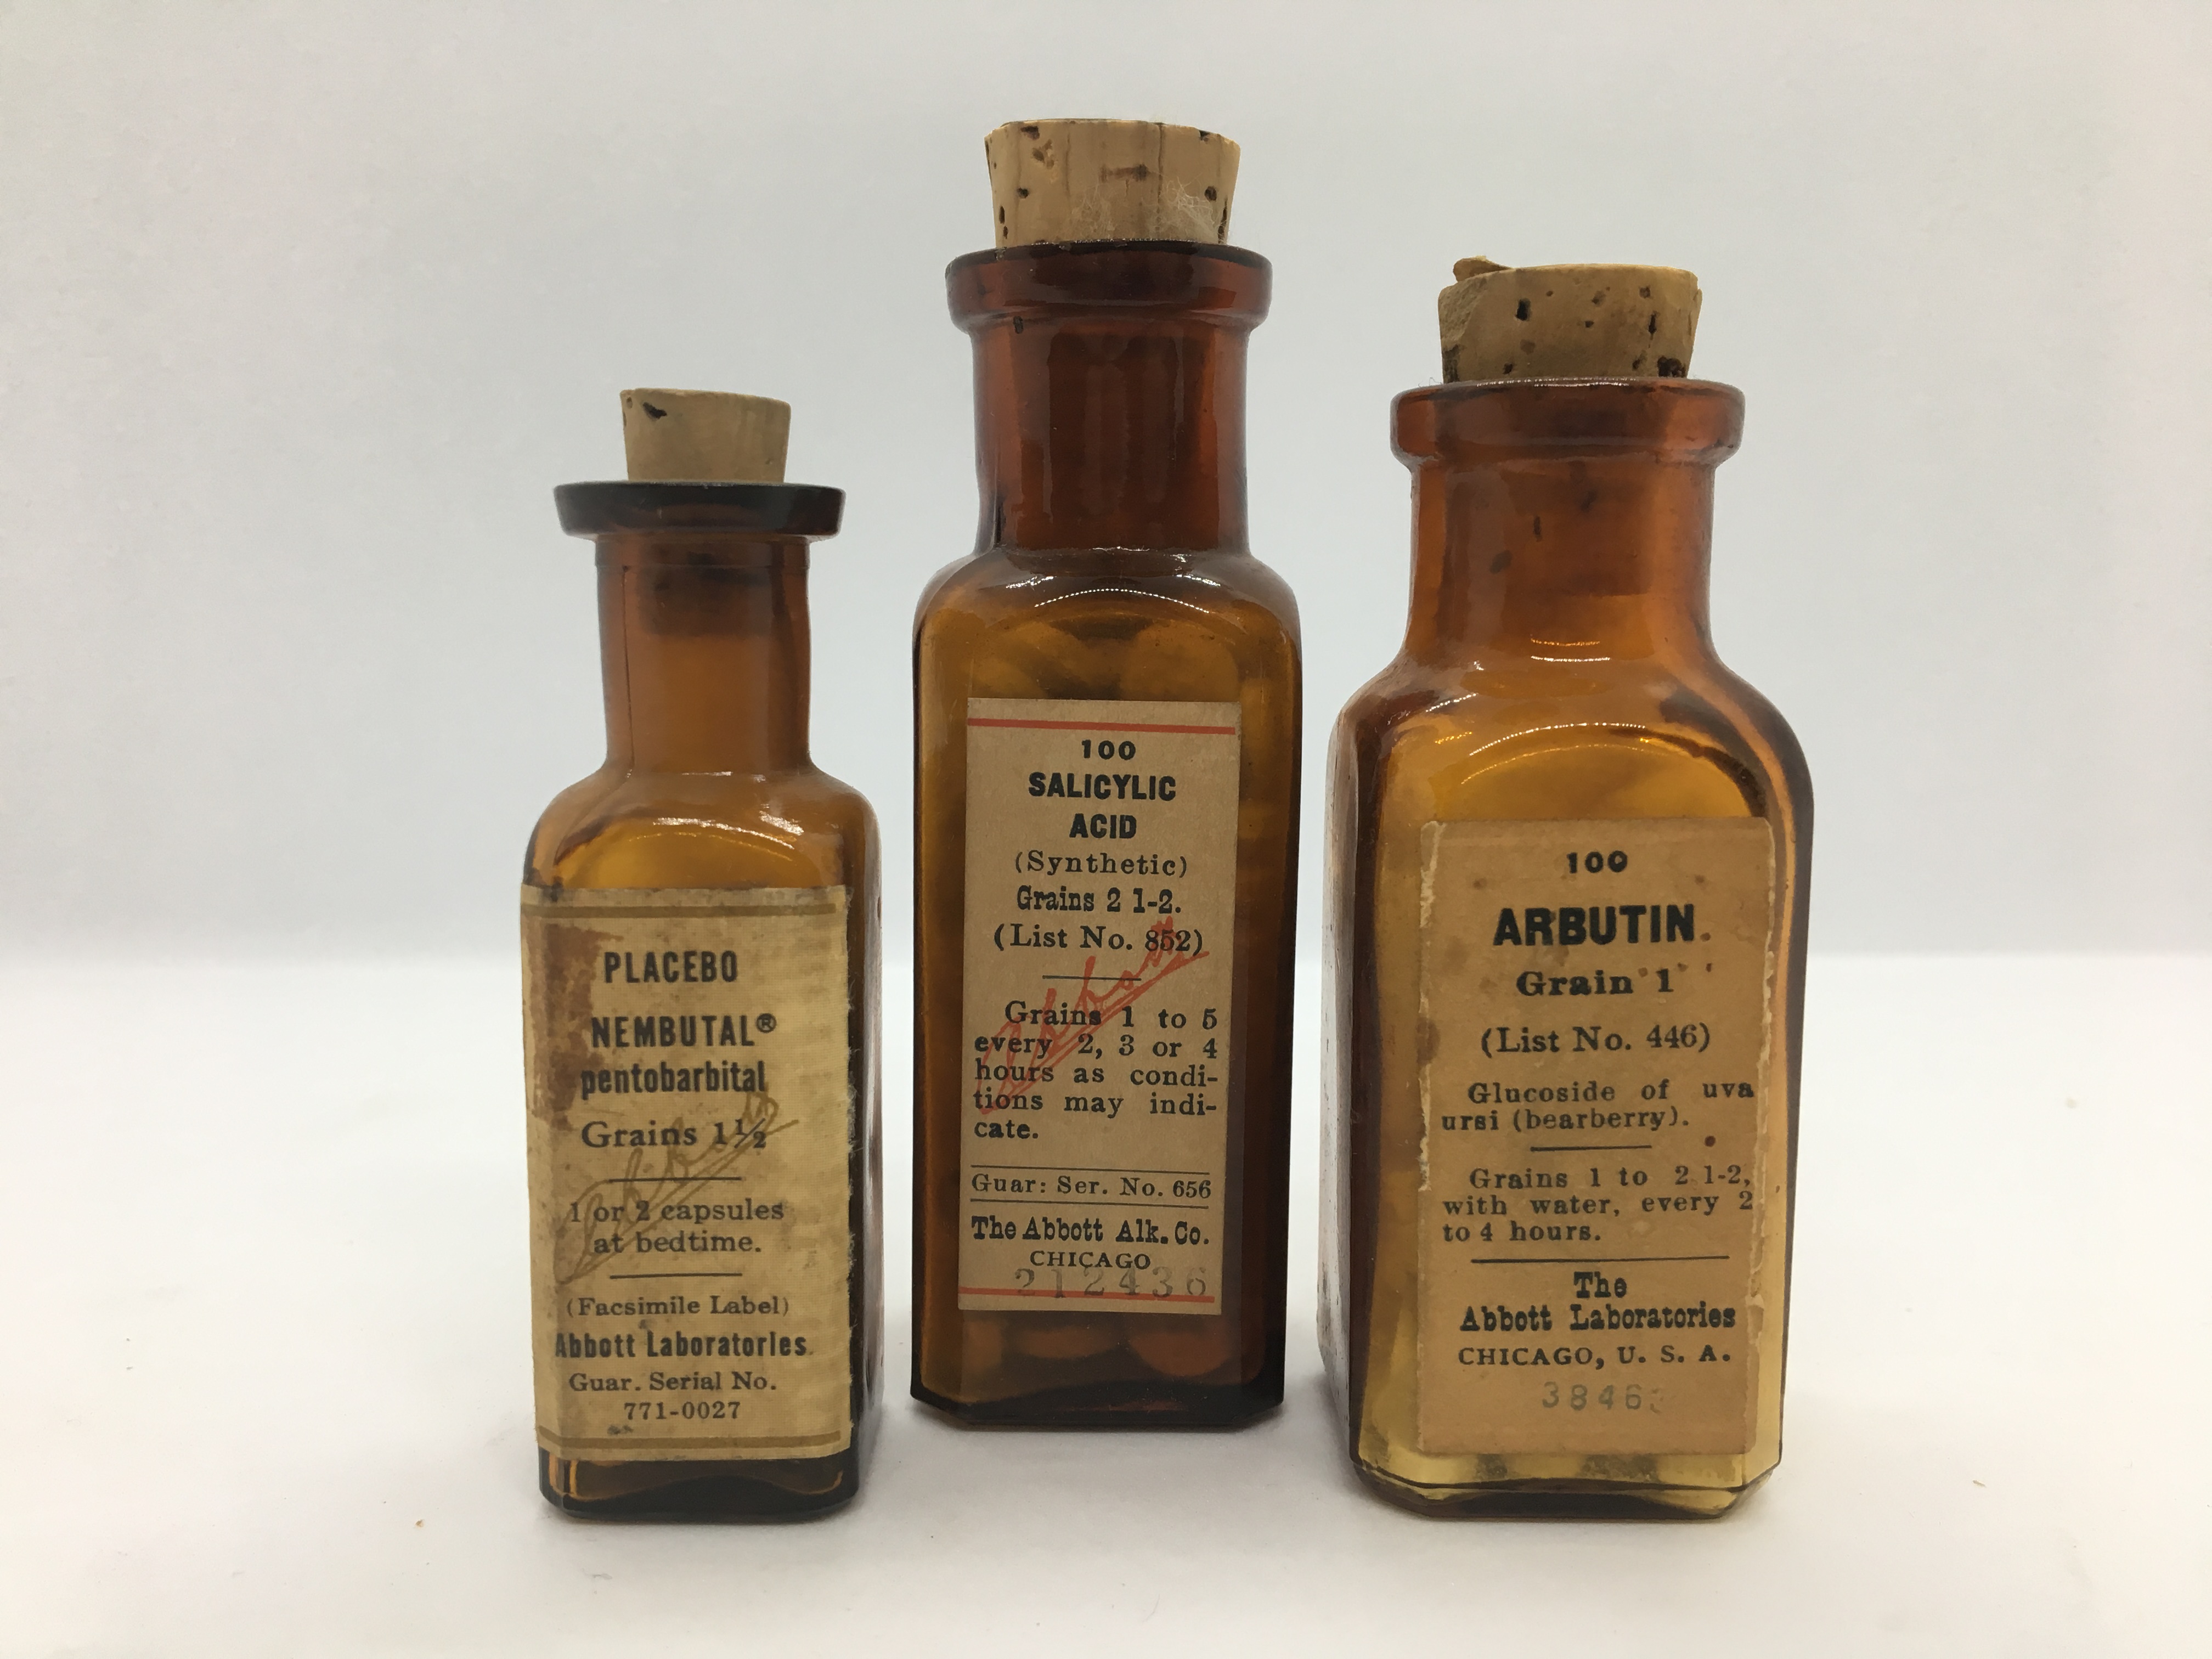 PLACEBO
NEMBUTAL®
pentobarbital
Grains 1½
Abbott
1 or 2 capsules
at bedtime.
(Facsimile Label)
Abbott Laboratories.
Guar. Serial No.
771-0027
100
SALICYLIC
ACID
(Synthetic)
Grains 2 1-2.
(List No. 852)
Abbott
Grains 1 to 5
every 2, 3 or 4
hours as condi-
tions may indi-
cate.
Guar: Ser. No. 656
The Abbott Alk. Co.
CHICAGO
212436
100
ARBUTIN.
Grain 1
(List No. 446)
Glucoside of uva
ursi (bearberry).
Grains 1 to 2 1-2,
with water, every 2
to 4 hours.
The
Abbott Laboratories
CHICAGO, U. S. A.